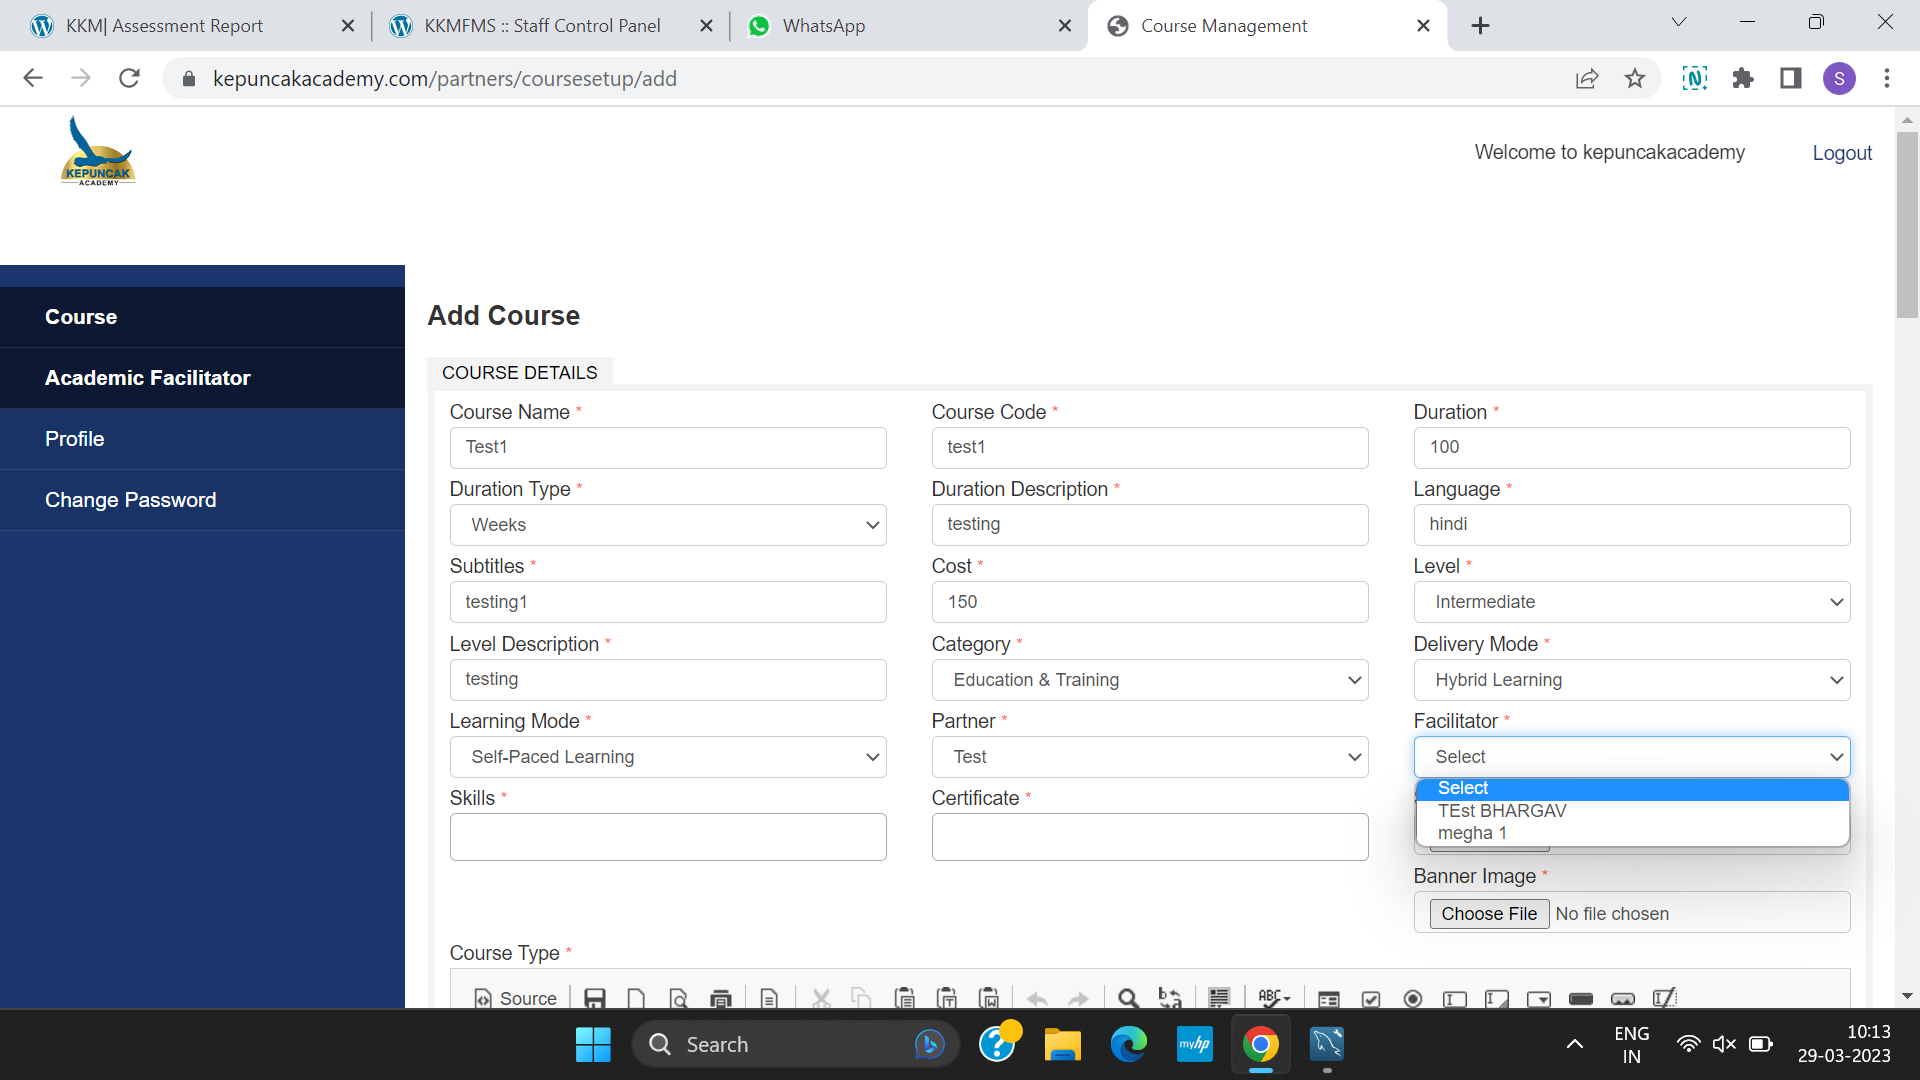 KKM| Assessment Report
KKMFMS :: Staff Control Panel
WhatsApp
Course Management
kepuncakacademy.com/partners/coursesetup/add
S
KEPUNCAK
ACADEMY
Welcome to kepuncakacademy
Logout
Course
Academic Facilitator
Profile
Change Password
Add Course
COURSE DETAILS
Course Name *
Course Code *
Duration *
Test1
test1
100
Duration Type *
Duration Description *
Language *
Weeks
testing
hindi
Subtitles *
Cost *
Level *
testing1
150
Intermediate
Level Description *
Category *
Delivery Mode *
testing
Education & Training
Hybrid Learning
Learning Mode *
Partner *
Facilitator *
Self-Paced Learning
Test
Select
Skills *
Certificate *
Select
TEst BHARGAV
megha 1
Banner Image *
Choose File No file chosen
Course Type *
Source
ABC
Search
myhp
ENG
IN
10:13
29-03-2023